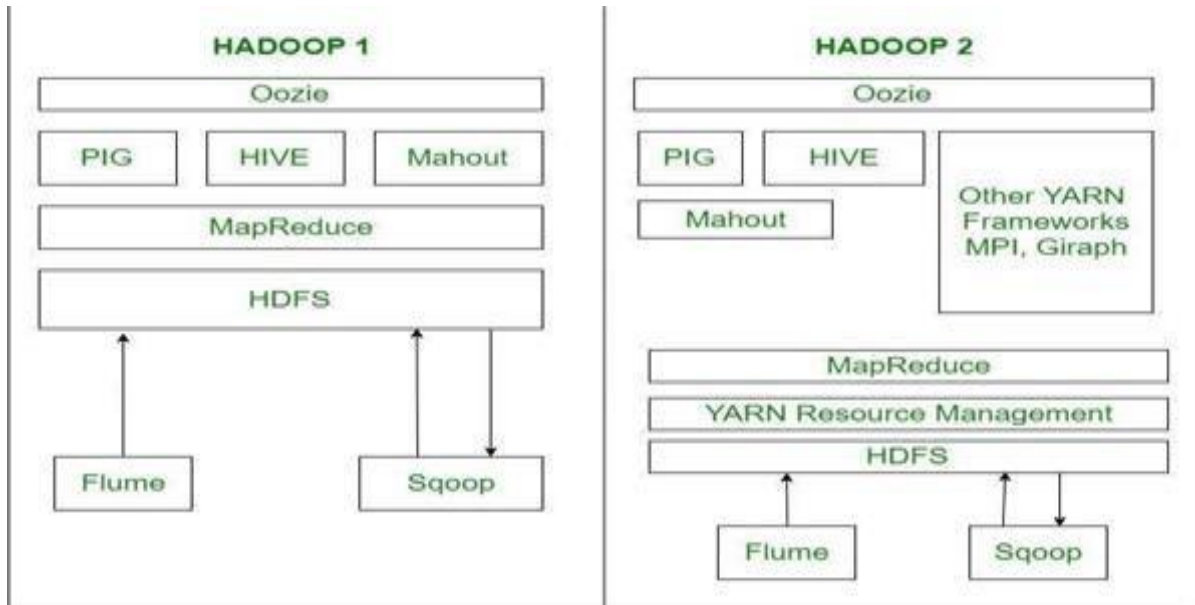 HADOOP 1
Oozie
PIG
HIVE
Mahout
MapReduce
HDFS
Flume
Sqoop
HADOOP 2
Oozie
PIG
HIVE
Mahout
Other YARN
Frameworks
MPI, Giraph
MapReduce
YARN Resource Management
HDFS
Flume
Sqoop